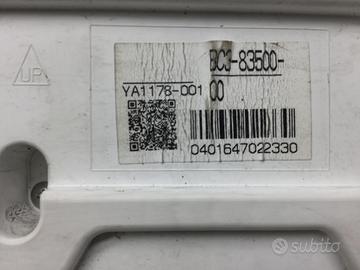 UP
BC3-83500-
YA1178-001 00
0401647022330
subito